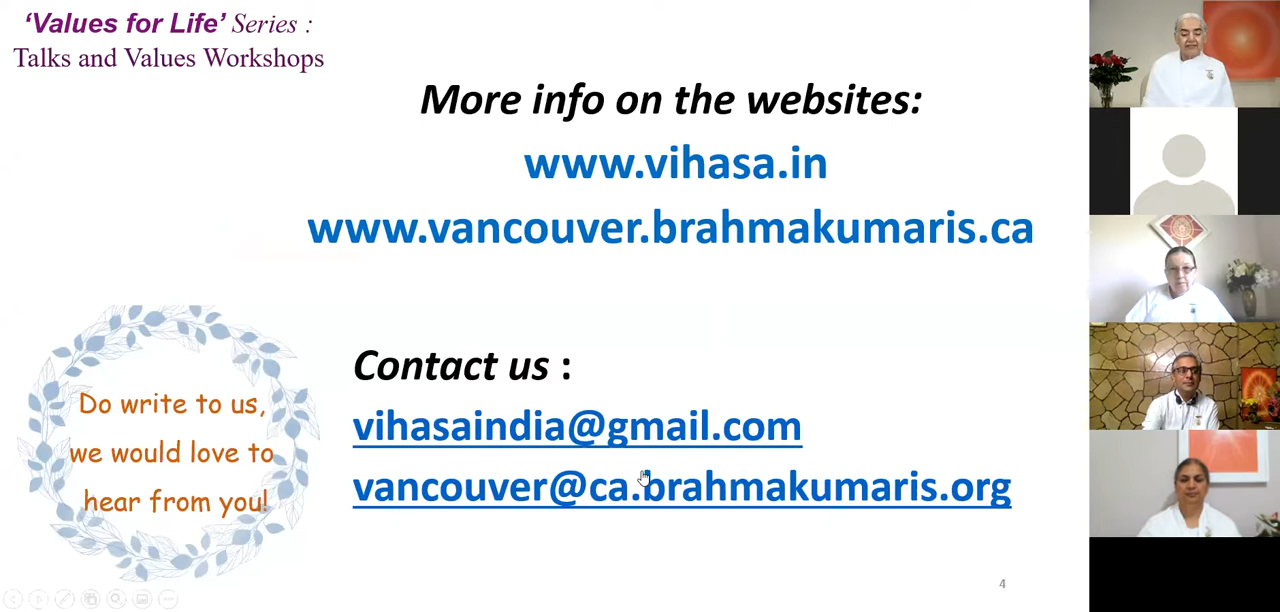 ‘Values for Life’ Series :
Talks and Values Workshops
More info on the websites:
www.vihasa.in
www.vancouver.brahmakumaris.ca
Do write to us,
we would love to
hear from you!
Contact us :
vihasaindia@gmail.com
vancouver@ca.brahmakumaris.org
4